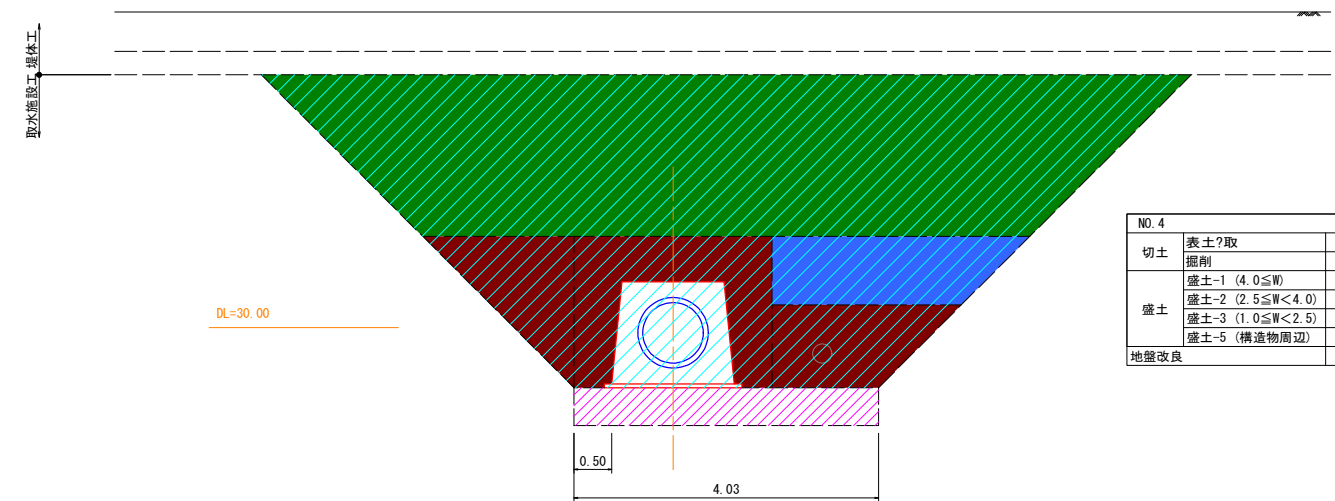 堤体工
取水施設工
DL=30.00
NO.4
切土
表土?取
掘削
盛土
盛土-1 (4.0≦W)
盛土-2 (2.5≦W<4.0)
盛土-3 (1.0≦W<2.5)
盛土-5 (構造物周辺)
地盤改良
0.50
4.03